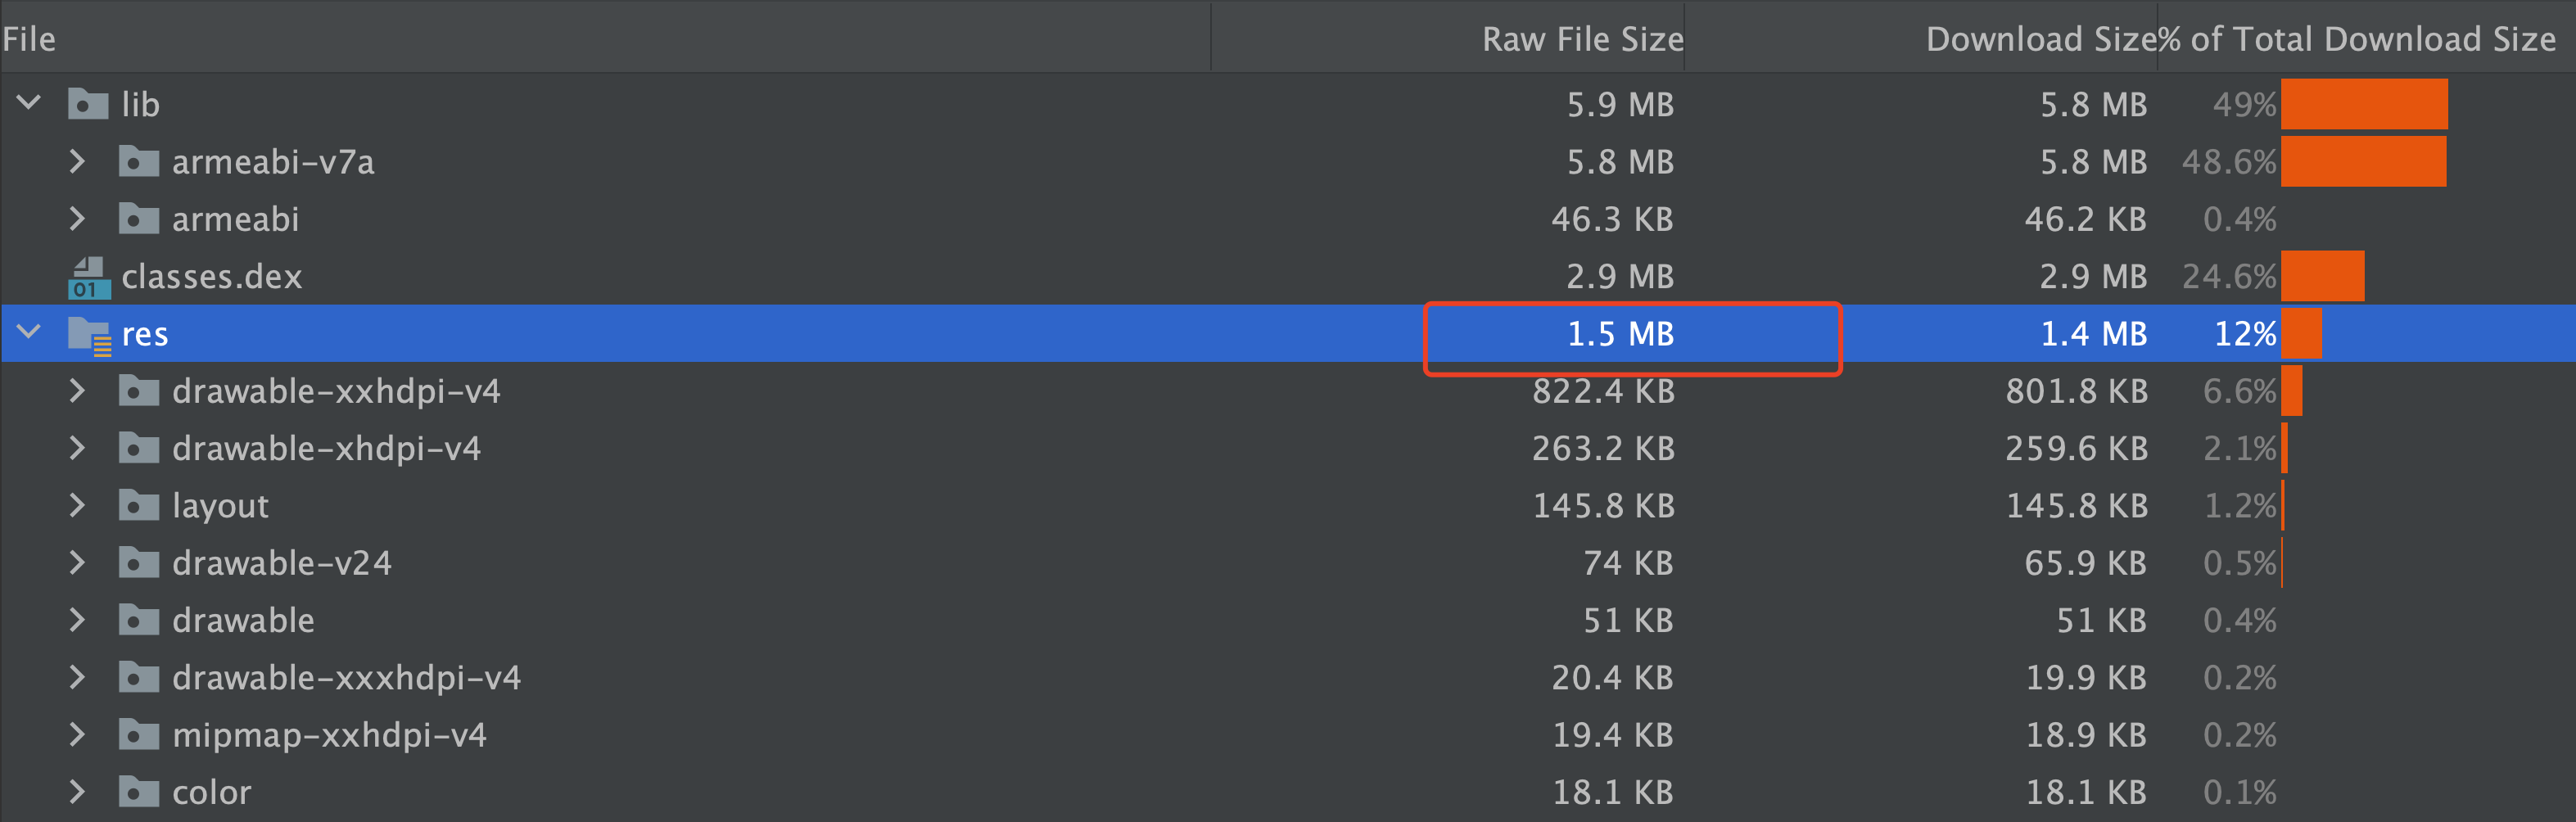 File Raw File Size Download Size % of Total Download Size
lib 5.9 MB 5.8 MB 49%
armeabi-v7a 5.8 MB 5.8 MB 48.6%
armeabi 46.3 KB 46.2 KB 0.4%
01 classes.dex 2.9 MB 2.9 MB 24.6%
res 1.5 MB 1.4 MB 12%
drawable-xxhdpi-v4 822.4 KB 801.8 KB 6.6%
drawable-xhdpi-v4 263.2 KB 259.6 KB 2.1%
layout 145.8 KB 145.8 KB 1.2%
drawable-v24 74 KB 65.9 KB 0.5%
drawable 51 KB 51 KB 0.4%
drawable-xxxhdpi-v4 20.4 KB 19.9 KB 0.2%
mipmap-xxhdpi-v4 19.4 KB 18.9 KB 0.2%
color 18.1 KB 18.1 KB 0.1%